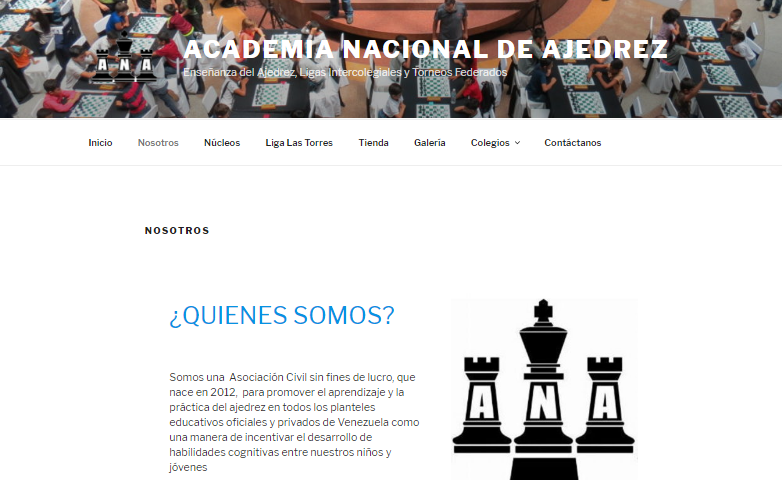 ACADEMIA NACIONAL DE AJEDREZ
Enseñanza del Ajedrez, Ligas Intercolegiales y Torneos Federados
ANA
Inicio Nosotros Núcleos Liga Las Torres Tienda Galería Colegios Contáctanos
NOSOTROS
¿QUIENES SOMOS?
Somos una Asociación Civil sin fines de lucro, que
nace en 2012, para promover el aprendizaje y la
práctica del ajedrez en todos los planteles
educativos oficiales y privados de Venezuela como
una manera de incentivar el desarrollo de
habilidades cognitivas entre nuestros niños y
jóvenes
ANA